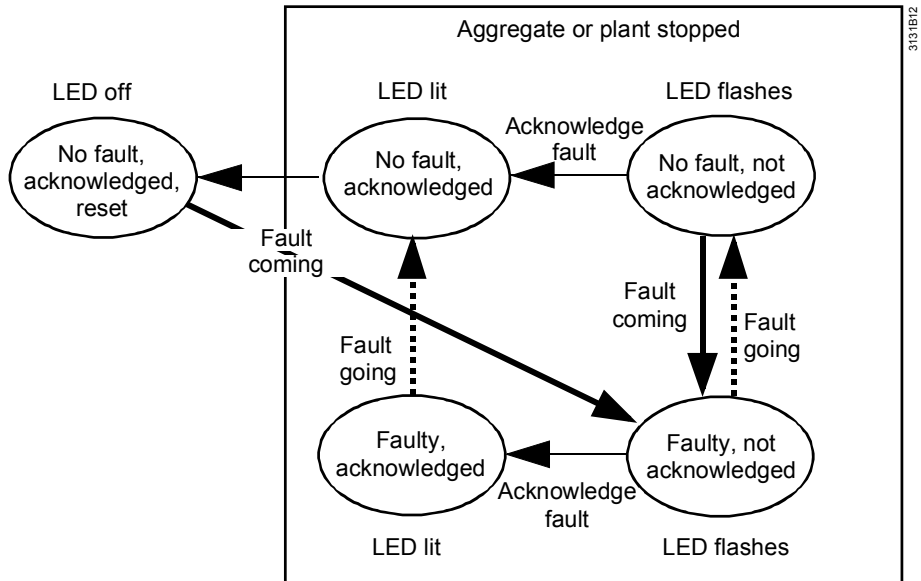 Aggregate or plant stopped
3131B12
LED off
LED lit
LED flashes
No fault,
acknowledged,
reset
No fault,
acknowledged
Acknowledge
fault
No fault, not
acknowledged
Fault
coming
Fault
going
Fault
coming
Fault
going
Faulty,
acknowledged
Acknowledge
fault
Faulty, not
acknowledged
LED lit
LED flashes